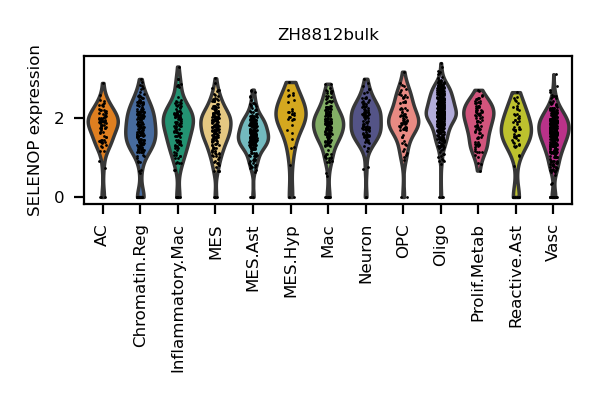 ZH8812bulk
SELENOP expression
2
0
AC
Chromatin.Reg
Inflammatory.Mac
MES
MES.Ast
MES.Hyp
Mac
Neuron
OPC
Oligo
Prolif.Metab
Reactive.Ast
Vasc